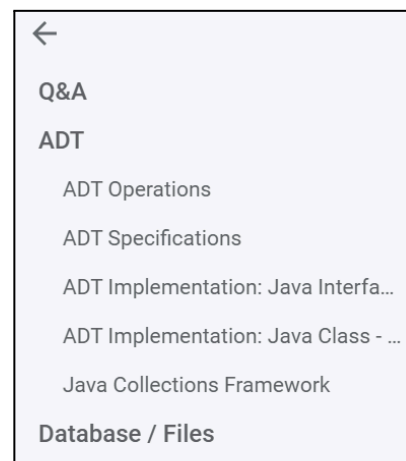 Q&A
ADT
ADT Operations
ADT Specifications
ADT Implementation: Java Interfa...
ADT Implementation: Java Class - ...
Java Collections Framework
Database / Files